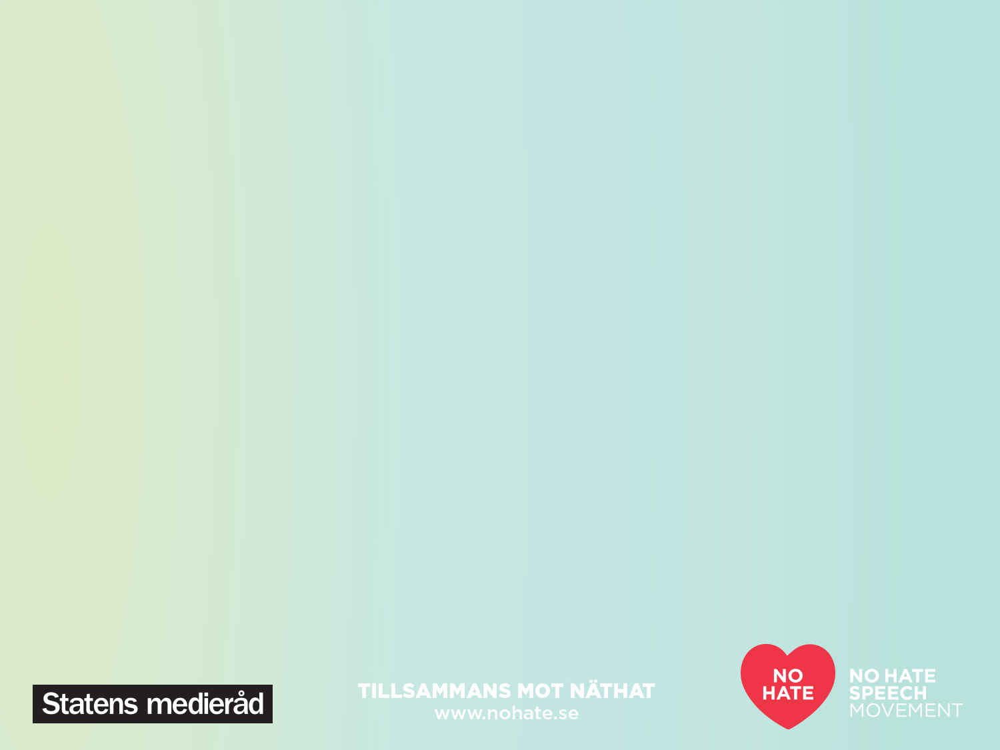 Statens medieråd
TILLSAMMANS MOT NÄTHAT
www.nohate.se
NO
HATE
NO HATE
SPEECH
MOVEMENT